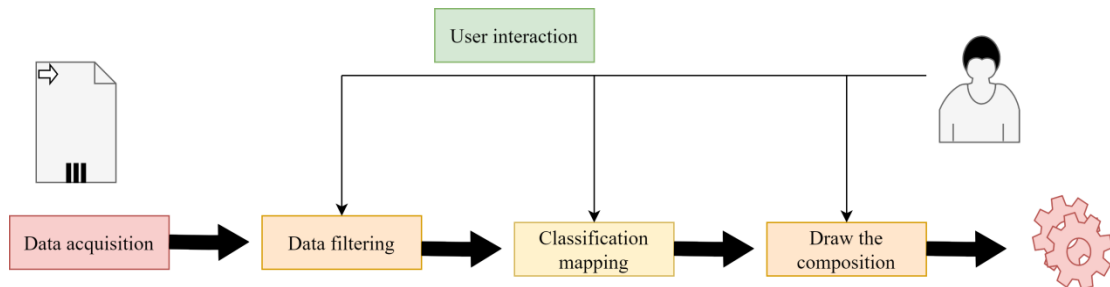 User interaction
Data acquisition
Data filtering
Classification
mapping
Draw the
composition